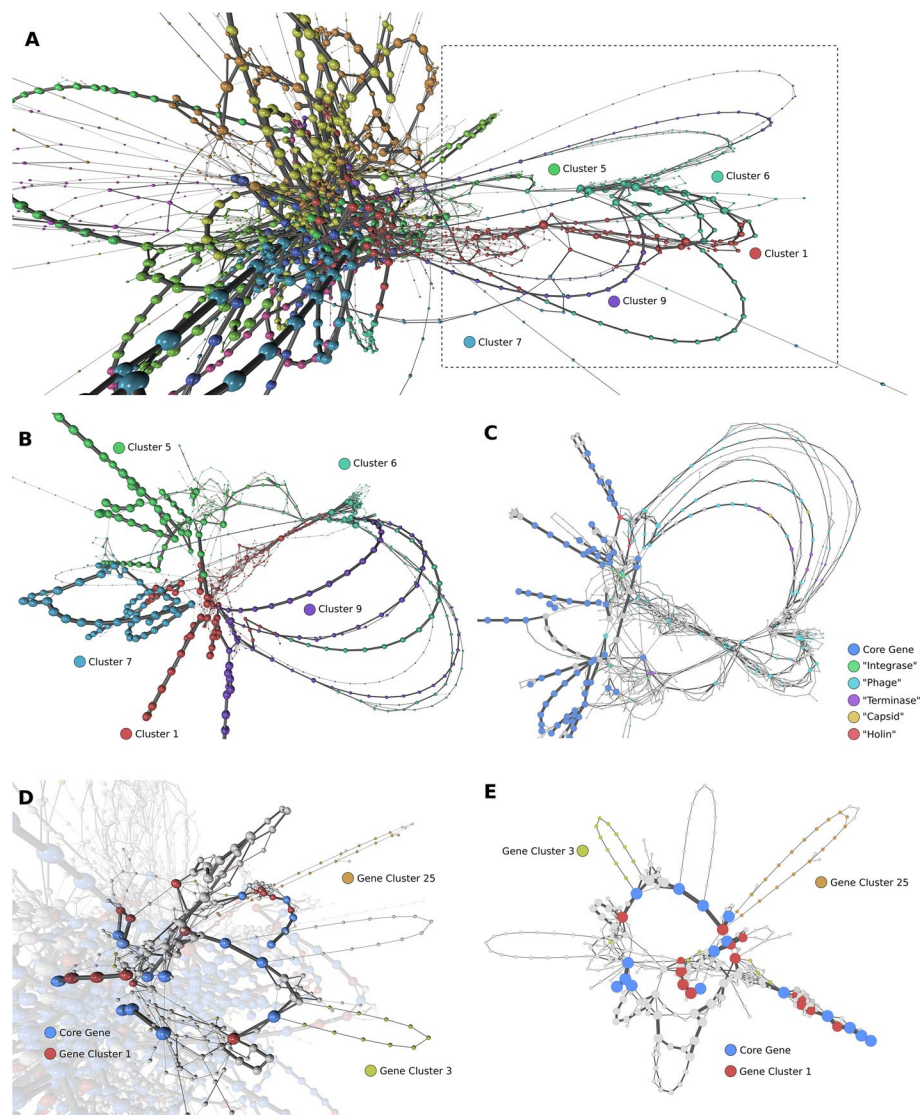 A
Cluster 5
Cluster 6
Cluster 1
Cluster 9
Cluster 7
B
Cluster 5
Cluster 6
Cluster 9
Cluster 7
Cluster 1
C
Core Gene
"Integrase"
"Phage"
"Terminase"
"Capsid"
"Holin"
D
Gene Cluster 25
Core Gene
Gene Cluster 1
Gene Cluster 3
E
Gene Cluster 3
Gene Cluster 25
Core Gene
Gene Cluster 1